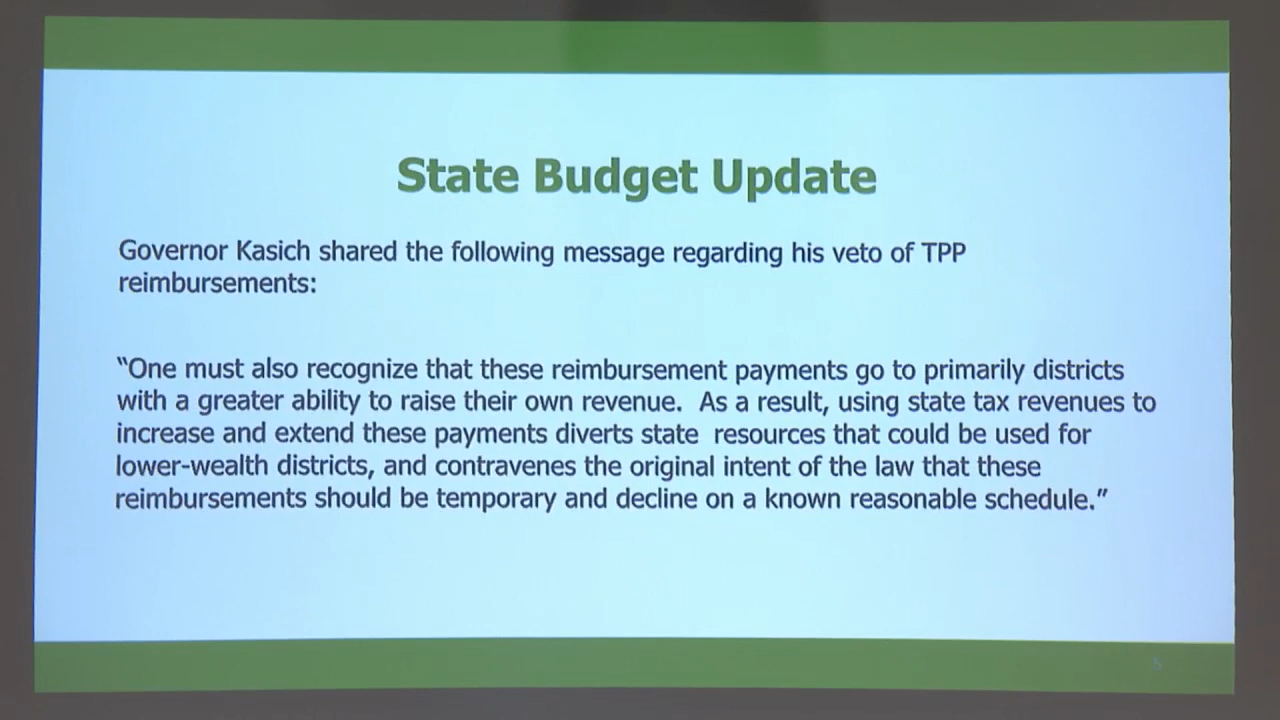 State Budget Update
Governor Kasich shared the following message regarding his veto of TPP
reimbursements:
“One must also recognize that these reimbursement payments go to primarily districts
with a greater ability to raise their own revenue.  As a result, using state tax revenues to
increase and extend these payments diverts state  resources that could be used for
lower-wealth districts, and contravenes the original intent of the law that these
reimbursements should be temporary and decline on a known reasonable schedule.”